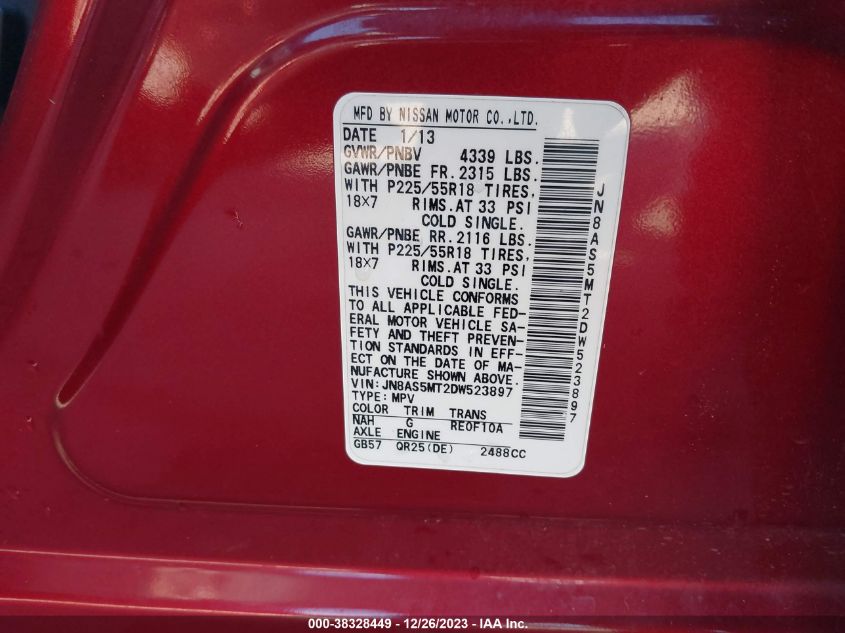 MFD BY NISSAN MOTOR CO.,LTD.
DATE 1/13
GVWR/PNBV 4339 LBS.
GAWR/PNBE FR. 2315 LBS.
WITH P225/55R18 TIRES,
18×7 RIMS. AT 33 PSI
COLD SINGLE.
GAWR/PNBE RR. 2116 LBS.
WITH P225/55R18 TIRES,
18×7 RIMS. AT 33 PSI
COLD SINGLE.
THIS VEHICLE CONFORMS
TO ALL APPLICABLE FED-
ERAL MOTOR VEHICLE SA-
FETY AND THEFT PREVEN-
TION STANDARDS IN EFF-
ECT ON THE DATE OF MA-
NUFACTURE SHOWN ABOVE.
VIN: JN8AS5MT2DW523897
TYPE: MPV
COLOR TRIM TRANS
NAH G RE0F10A
AXLE ENGINE
GB57 QR25(DE) 2488CC
JN8AS5MT2DW523897
000-38328449 - 12/26/2023 - IAA Inc.